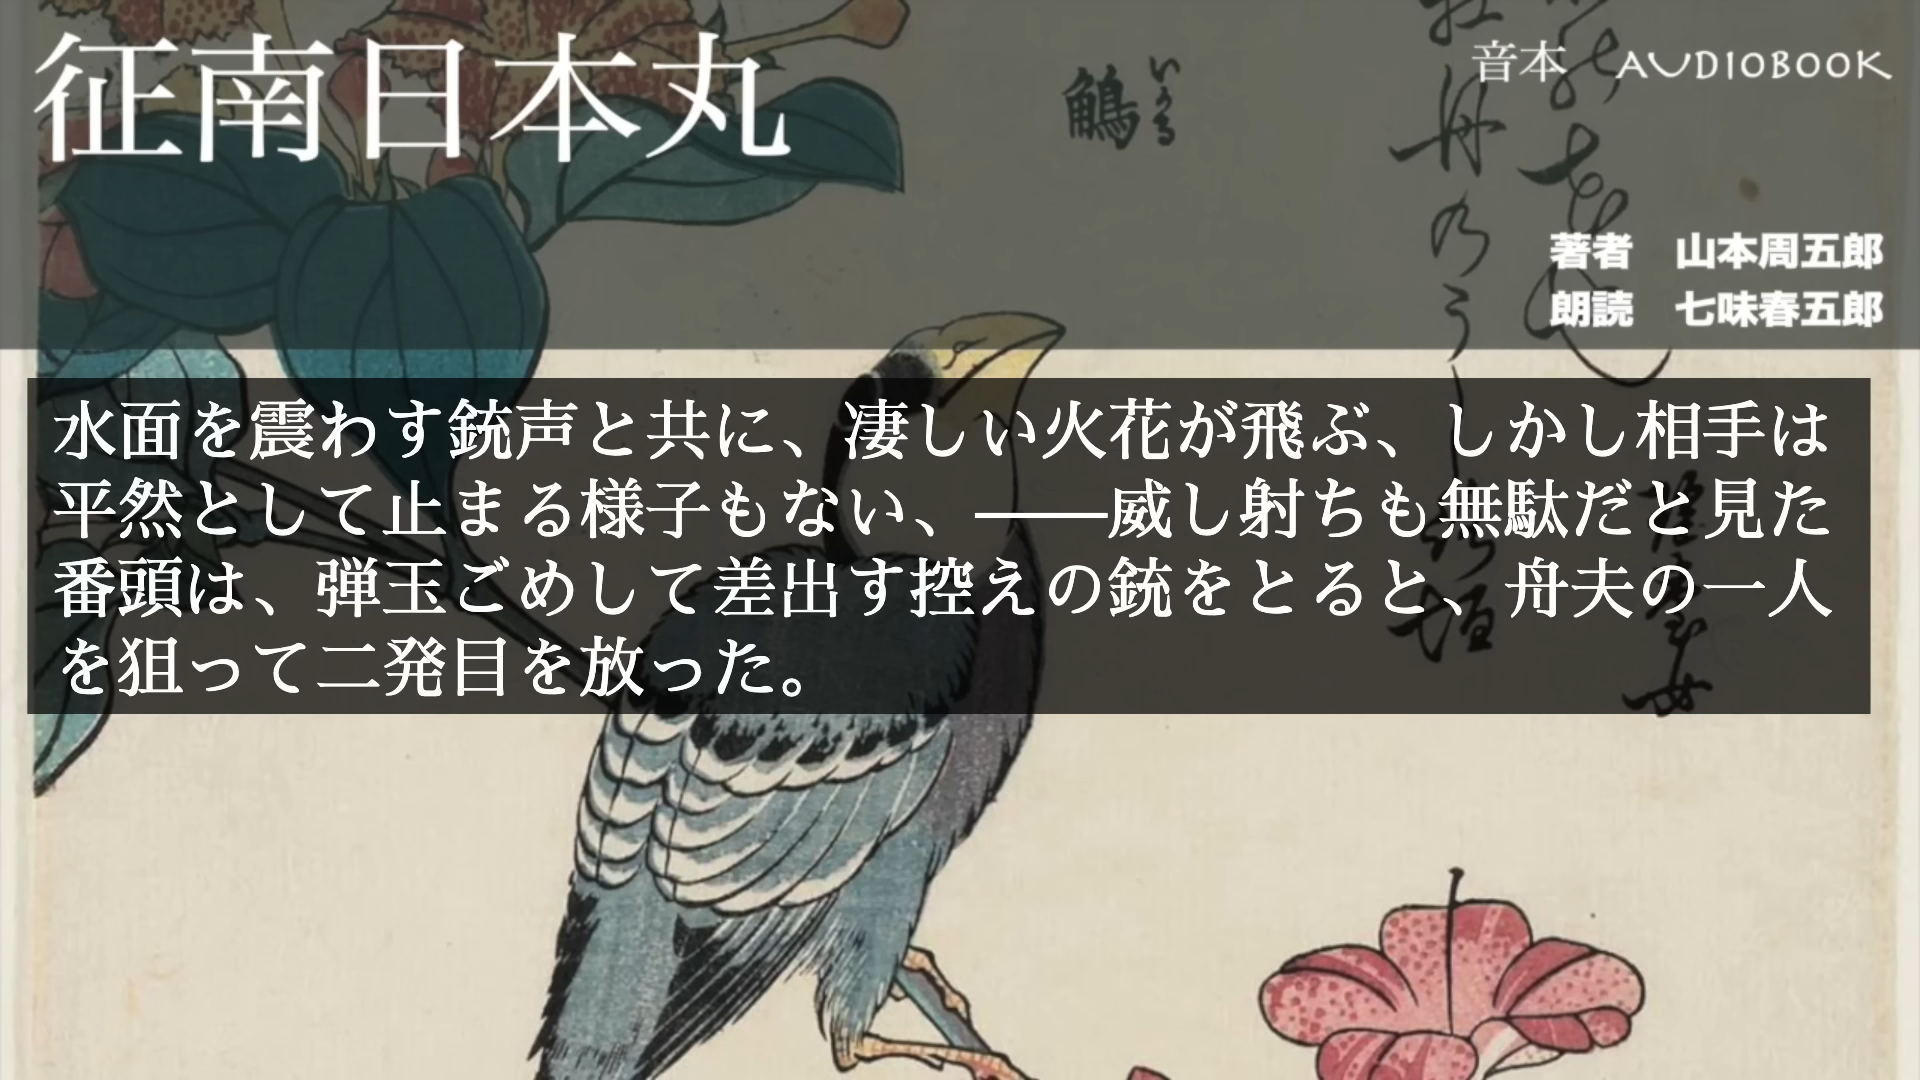 征南日本丸
音本　AUDIOBOOK
著者　山本周五郎
朗読　七味春五郎
鶍
いかる
水面を震わす銃声と共に、凄しい火花が飛ぶ、しかし相手は
平然として止まる様子もない、――威し射ちも無駄だと見た
番頭は、弾玉ごめして差出す控えの銃をとると、舟夫の一人
を狙って二発目を放った。